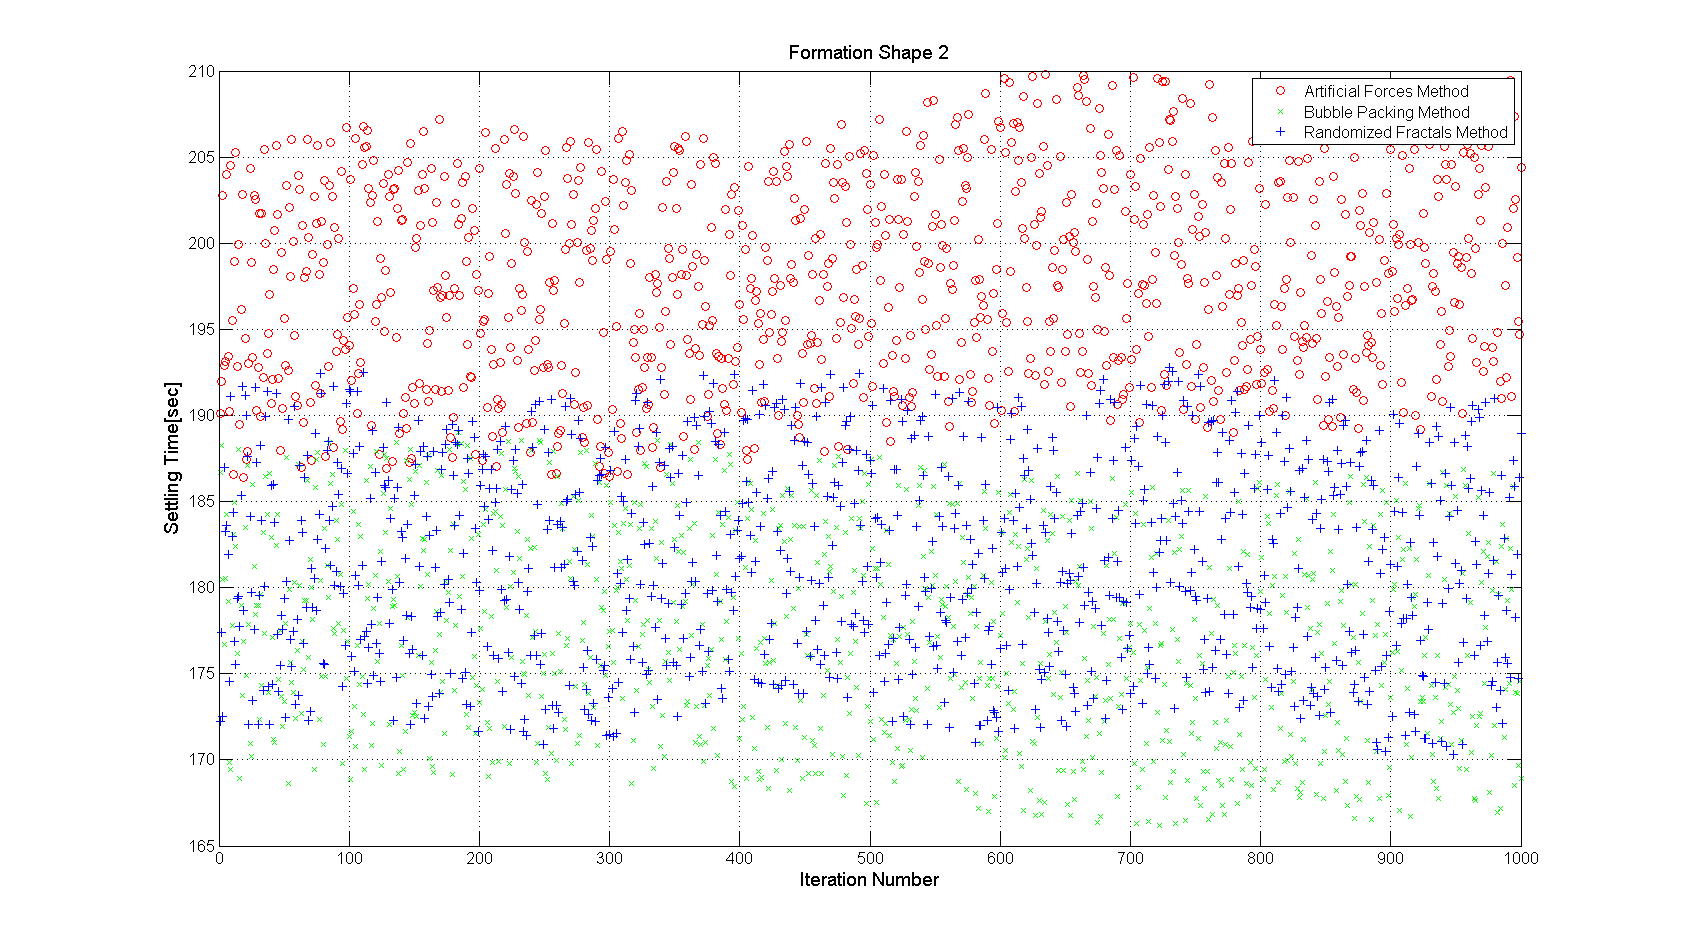 Formation Shape 2
210
205
200
195
190
185
180
175
170
165
Settling Time[sec]
Artificial Forces Method
Bubble Packing Method
Randomized Fractals Method
0 100 200 300 400 500 600 700 800 900 1000
Iteration Number